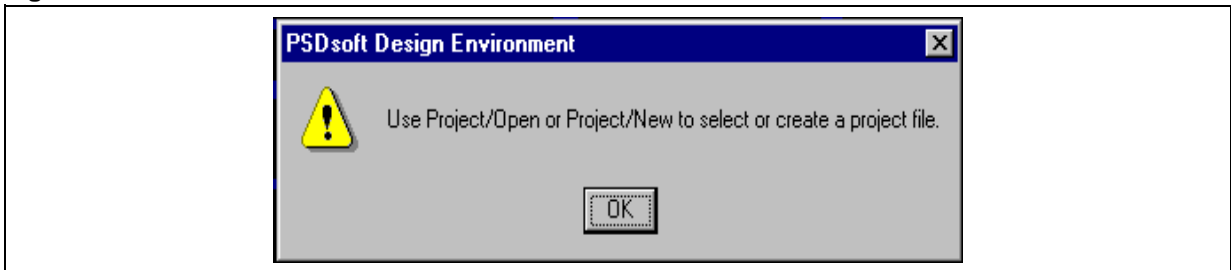 PSDsoft Design Environment
Use Project/Open or Project/New to select or create a project file.
OK